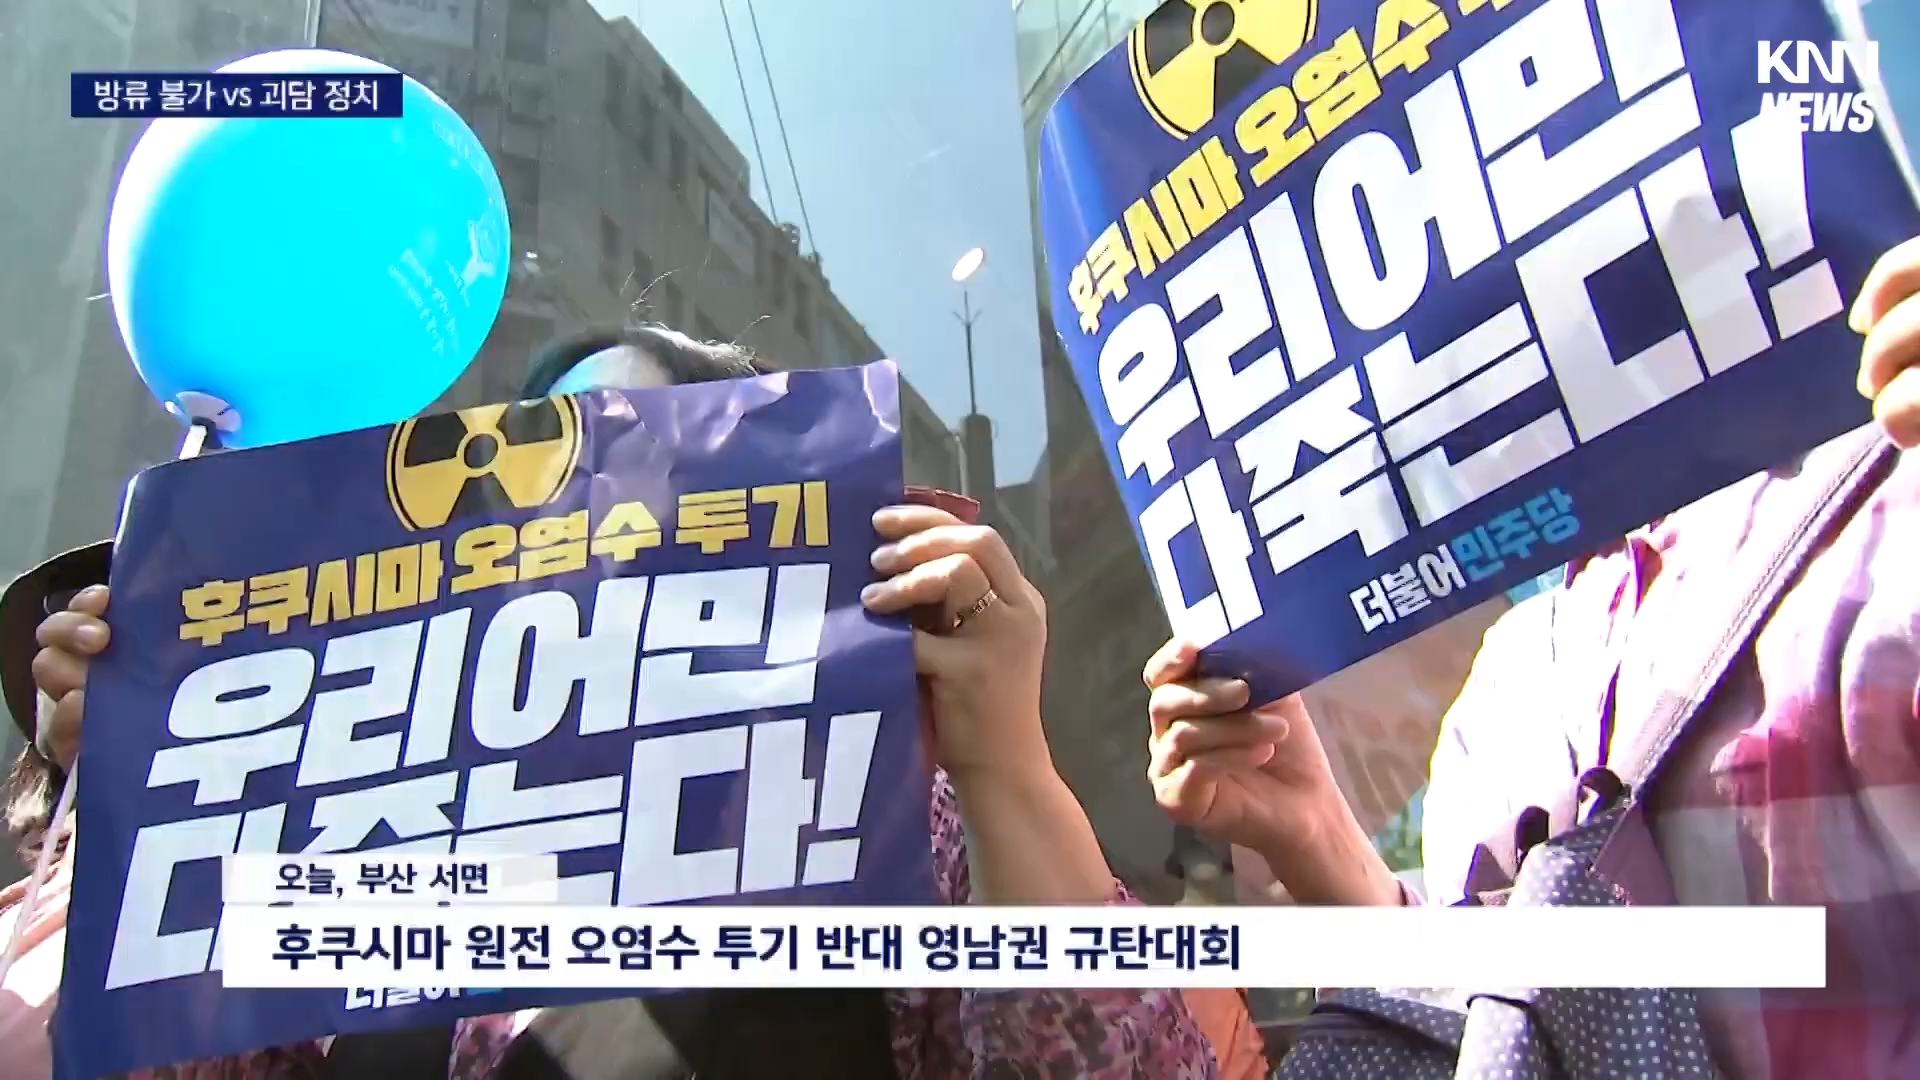 방류 불가 vs 괴담 정치
KNN
NEWS
후쿠시마 오염수 투기
우리 어민
다 죽는다!
후쿠시마 오염수
우리 어민
다 죽는다!
더불어민주당
오늘, 부산 서면
후쿠시마 원전 오염수 투기 반대 영남권 규탄대회